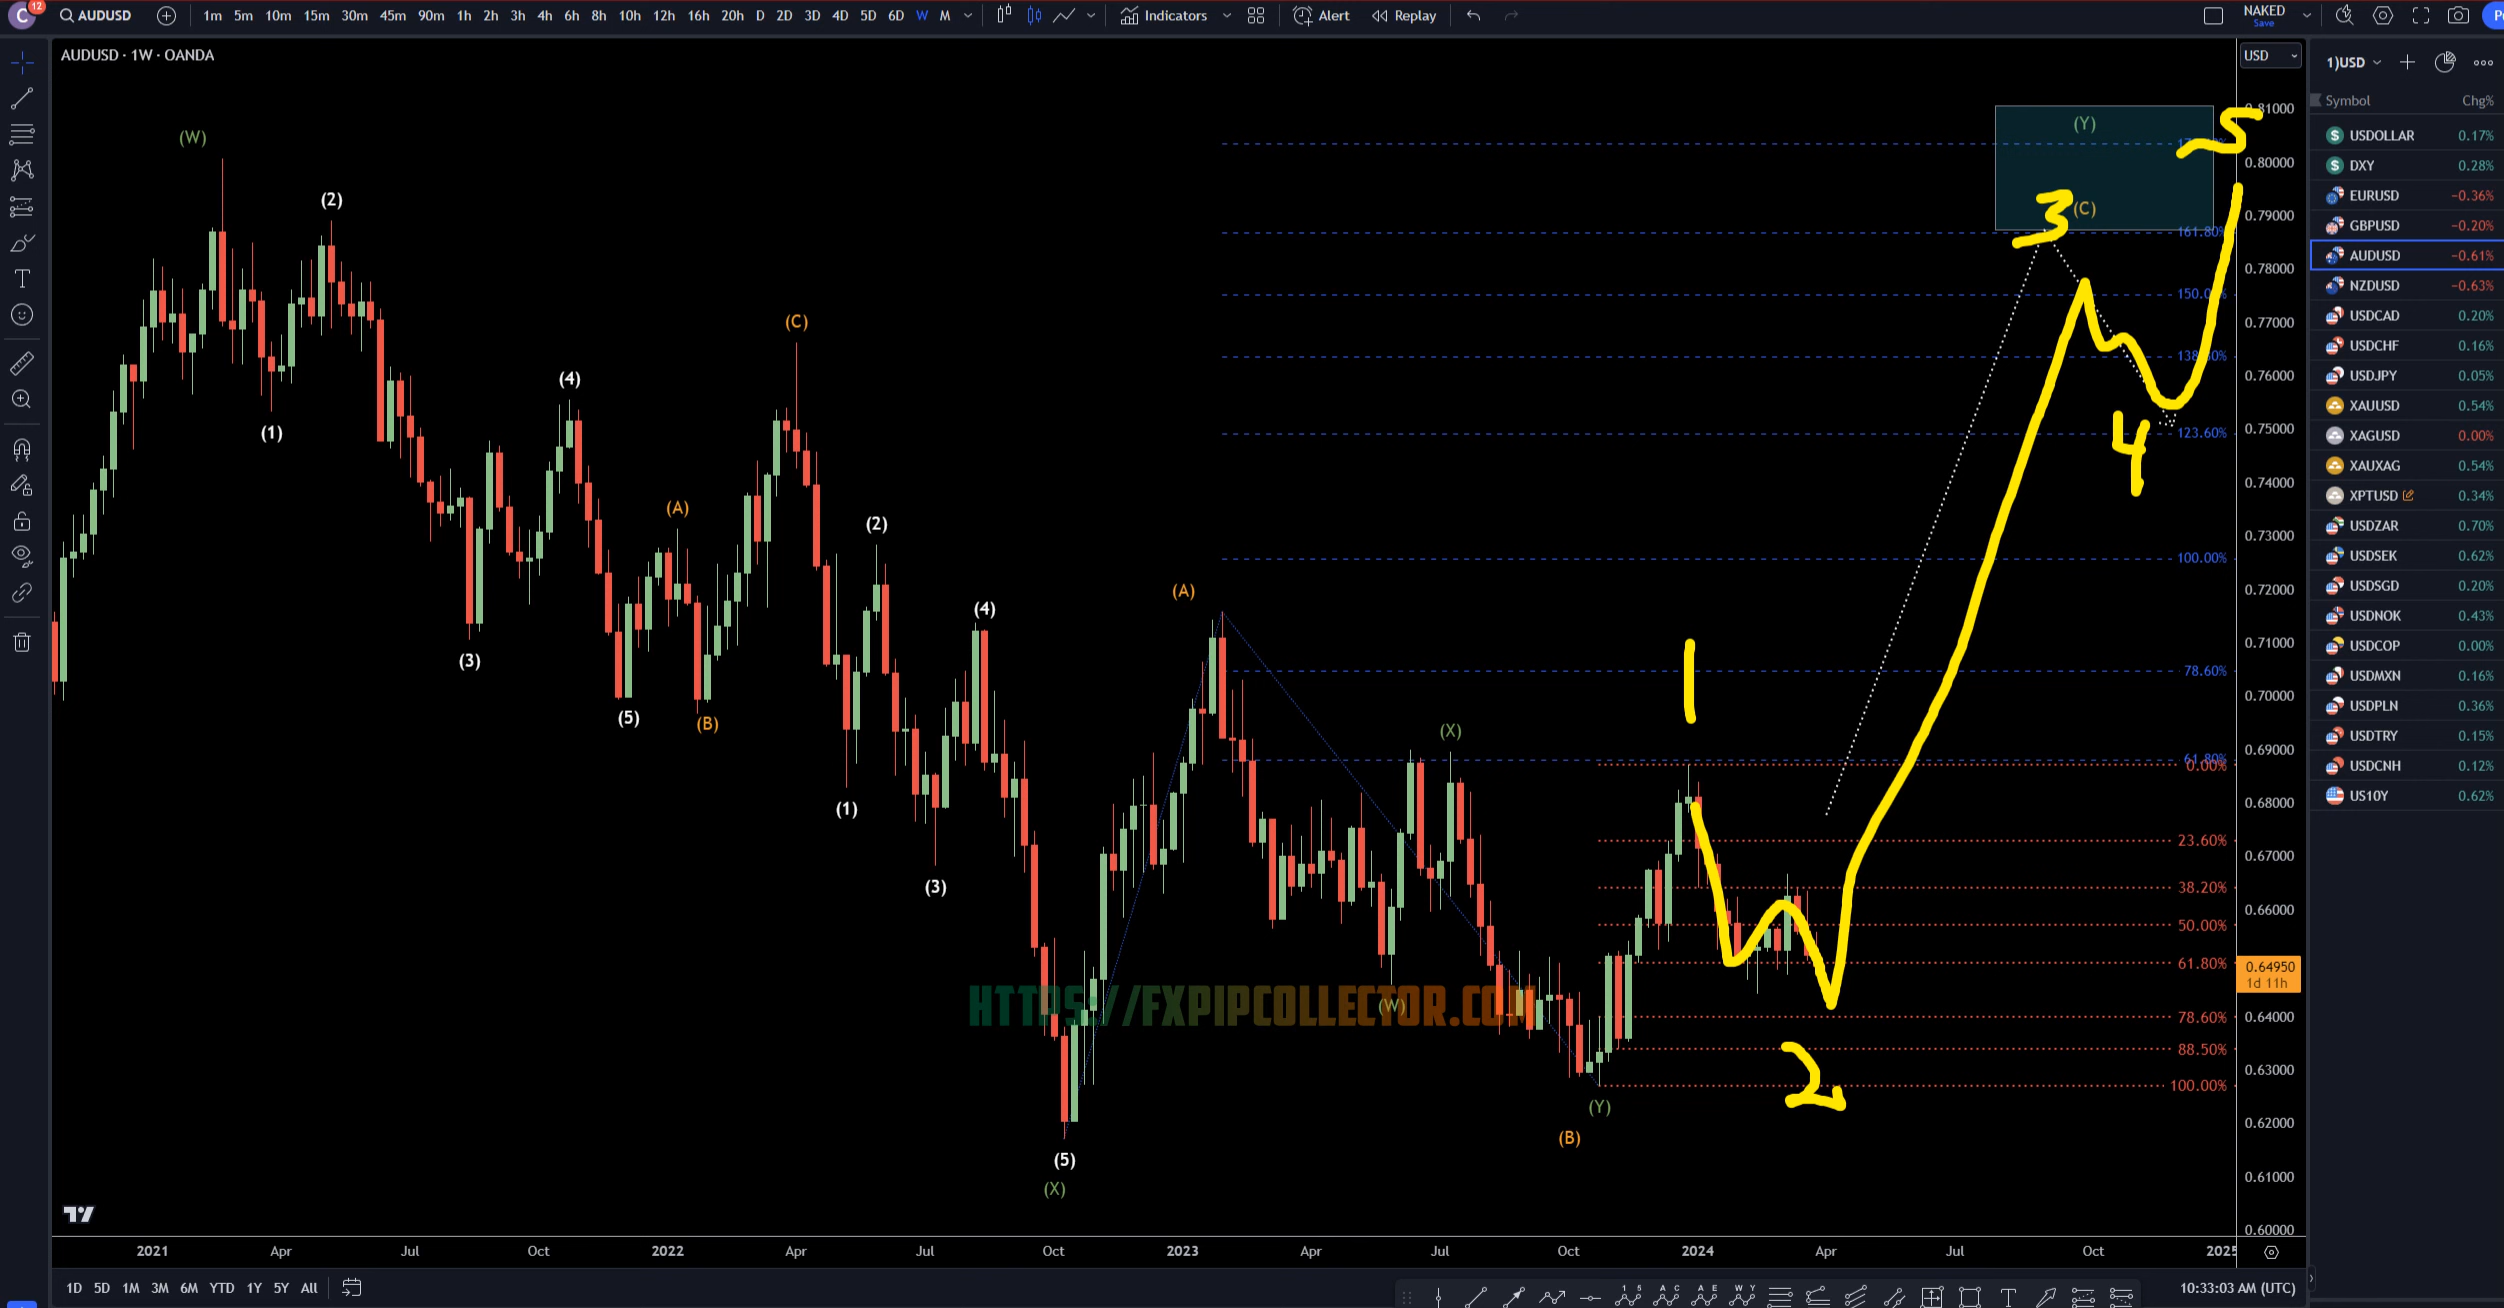 C 12 AUDUSD 1m 5m 10m 15m 30m 45m 90m 1h 2h 3h 4h 6h 8h 10h 12h 16h 20h D 2D 3D 4D 5D 6D W M Indicators Alert Replay NAKED
Save
AUDUSD · 1W · OANDA
USD
1)USD
Symbol Chg%
USDOLLAR 0.17%
DXY 0.28%
EURUSD −0.36%
GBPUSD −0.20%
AUDUSD −0.61%
NZDUSD −0.63%
USDCAD 0.20%
USDCHF 0.16%
USDJPY 0.05%
XAUUSD 0.54%
XAGUSD 0.00%
XAUXAG 0.54%
XPTUSD 0.34%
USDZAR 0.70%
USDSEK 0.62%
USDSGD 0.20%
USDNOK 0.43%
USDCOP 0.00%
USDMXN 0.16%
USDPLN 0.36%
USDTRY 0.15%
USDCNH 0.12%
US10Y 0.62%
0.80000
0.79000
0.78000
0.77000
0.76000
0.75000
0.74000
0.73000
0.72000
0.71000
0.70000
0.69000
0.68000
0.67000
0.66000
0.64950
1d 11h
0.64000
0.63000
0.62000
0.61000
0.60000
(W)
(1)
(2)
(3)
(4)
(5)
(A)
(B)
(C)
(1)
(2)
(3)
(4)
(5)
(X)
(A)
(W)
(X)
(Y)
(B)
(Y)
(C)
1
2
3
4
5
161.80%
123.60%
100.00%
78.60%
0.00%
23.60%
38.20%
50.00%
61.80%
78.60%
88.50%
100.00%
HTTPS://FXPIPCOLLECTOR.COM
2021 Apr Jul Oct 2022 Apr Jul Oct 2023 Apr Jul Oct 2024 Apr Jul Oct 2025
1D 5D 1M 3M 6M YTD 1Y 5Y All
10:33:03 AM (UTC)